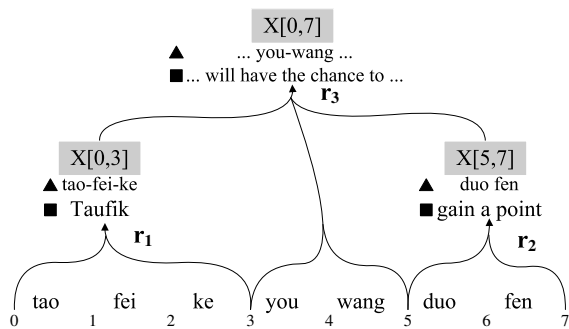 X[0,7]
▲ ... you-wang ...
■ ... will have the chance to ...
r3
X[0,3] X[5,7]
▲ tao-fei-ke ▲ duo fen
■ Taufik ■ gain a point
r1 r2
tao fei ke you wang duo fen
0 1 2 3 4 5 6 7